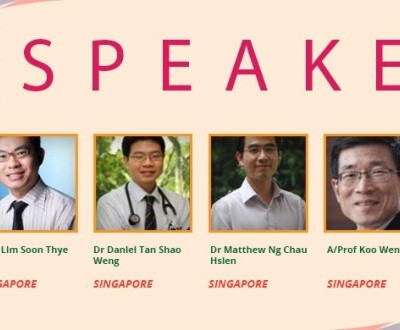 SPEAKE
Lim Soon Thye
Dr Daniel Tan Shao
Weng
Dr Matthew Ng Chau
Hsien
A/Prof Koo Wen
GAPORE
SINGAPORE
SINGAPORE
SINGAPORE